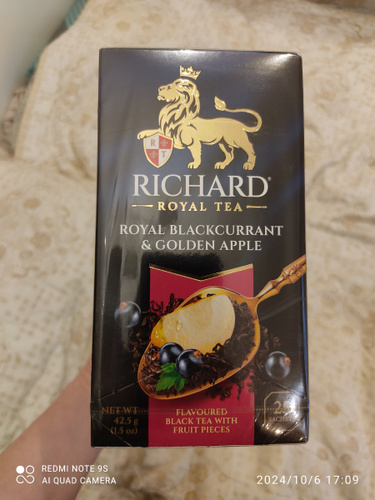 R T
RICHARD®
ROYAL TEA
ROYAL BLACKCURRANT
& GOLDEN APPLE
NET WT
42.5 g
(1.5 oz)
FLAVOURED
BLACK TEA WITH
FRUIT PIECES
25
REDMI NOTE 9S
AI QUAD CAMERA
2024/10/6 17:09